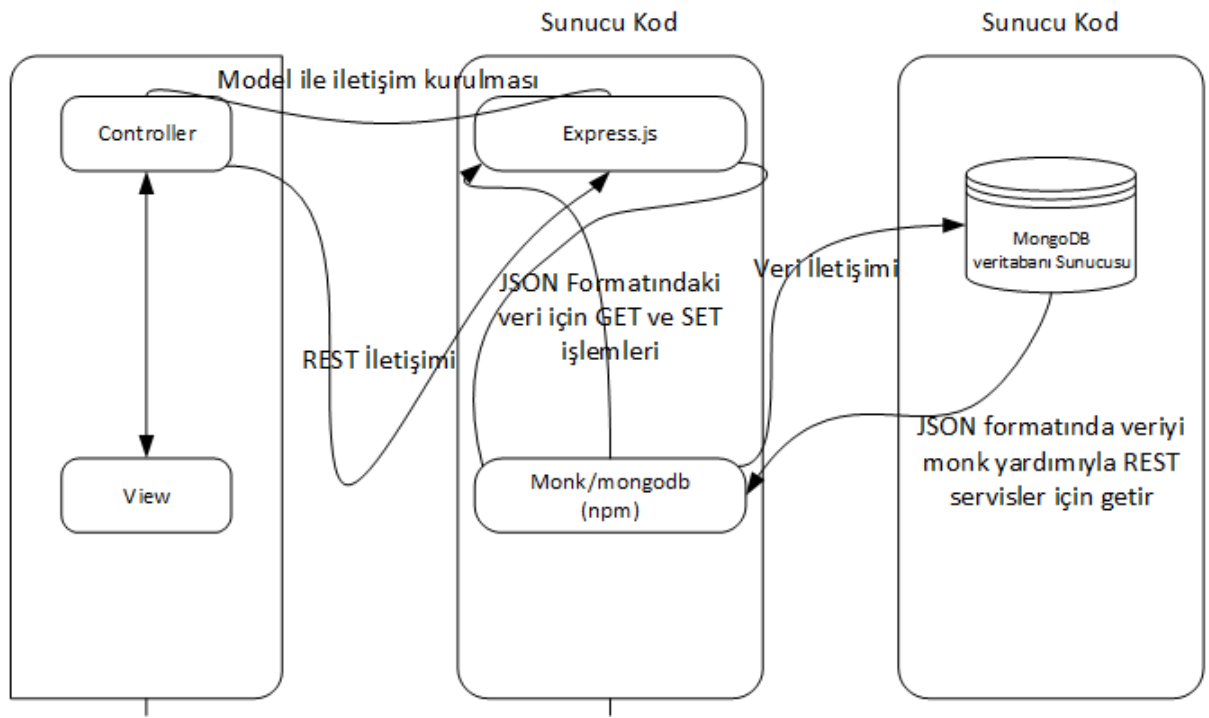 Sunucu Kod
Sunucu Kod
Model ile iletişim kurulması
Controller
Express.js
MongoDB
veritabanı Sunucusu
Veri İletişimi
JSON Formatındaki
veri için GET ve SET
işlemleri
REST İletişimi
JSON formatında veriyi
monk yardımıyla REST
servisler için getir
View
Monk/mongodb
(npm)